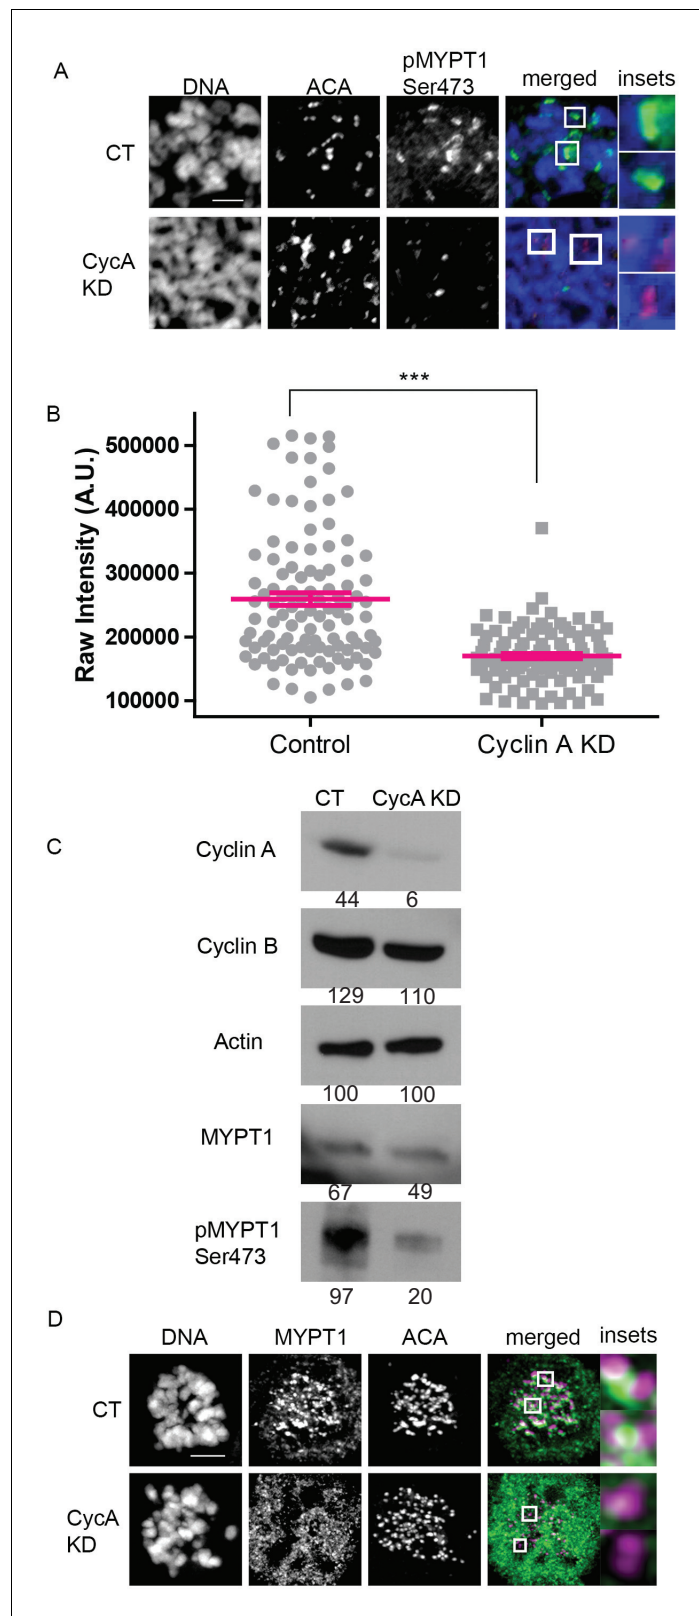 A
DNA
ACA
pMYPT1
Ser473
merged
insets
CT
CycA
KD
B
***
Raw Intensity (A.U.)
500000
400000
300000
200000
100000
Control
Cyclin A KD
C
CT
CycA KD
Cyclin A
44
6
Cyclin B
129
110
Actin
100
100
MYPT1
67
49
pMYPT1
Ser473
97
20
D
DNA
MYPT1
ACA
merged
insets
CT
CycA
KD